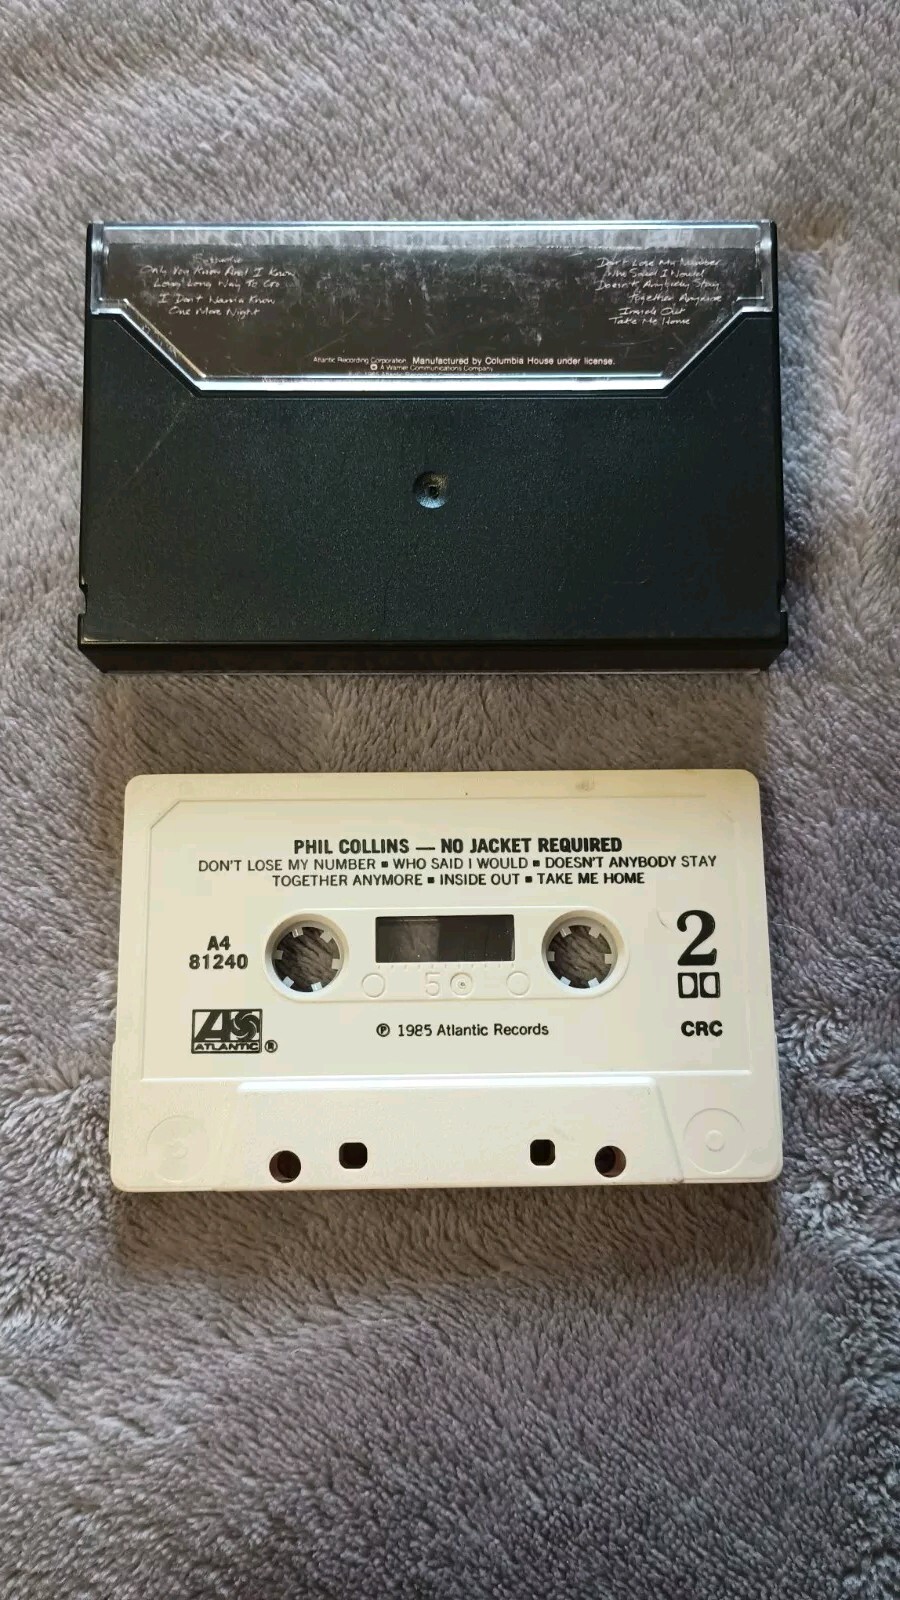 Sussudio
Only You Know And I Know
Long Long Way To Go
I Don't Wanna Know
One More Night
Don't Lose My Number
Who Said I Would
Doesn't Anybody Stay
Together Anymore
Inside Out
Take Me Home
Atlantic Recording Corporation Manufactured by Columbia House under license.
A Warner Communications Company
PHIL COLLINS — NO JACKET REQUIRED
DON'T LOSE MY NUMBER ▪ WHO SAID I WOULD ▪ DOESN'T ANYBODY STAY
TOGETHER ANYMORE ▪ INSIDE OUT ▪ TAKE ME HOME
A4
81240
2
5
ATLANTIC ®
℗ 1985 Atlantic Records
CRC